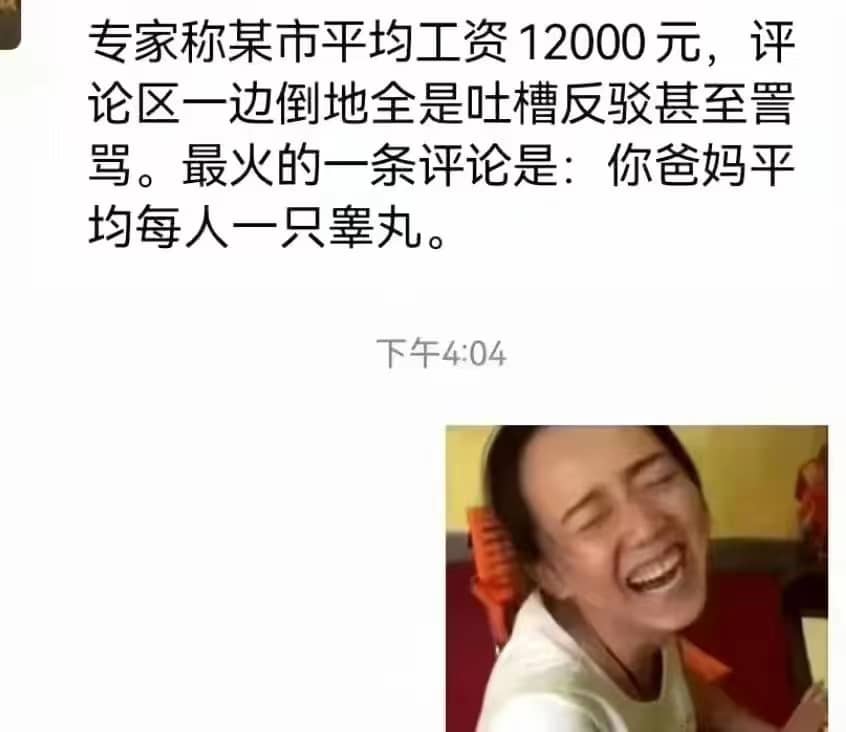 专家称某市平均工资12000元，评
论区一边倒地全是吐槽反驳甚至詈
骂。最火的一条评论是：你爸妈平
均每人一只睾丸。
下午4:04